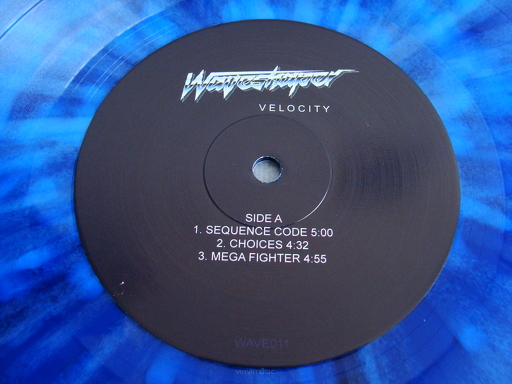 Waveshaper
VELOCITY
SIDE A
1. SEQUENCE CODE 5:00
2. CHOICES 4:32
3. MEGA FIGHTER 4:55
WAVE011